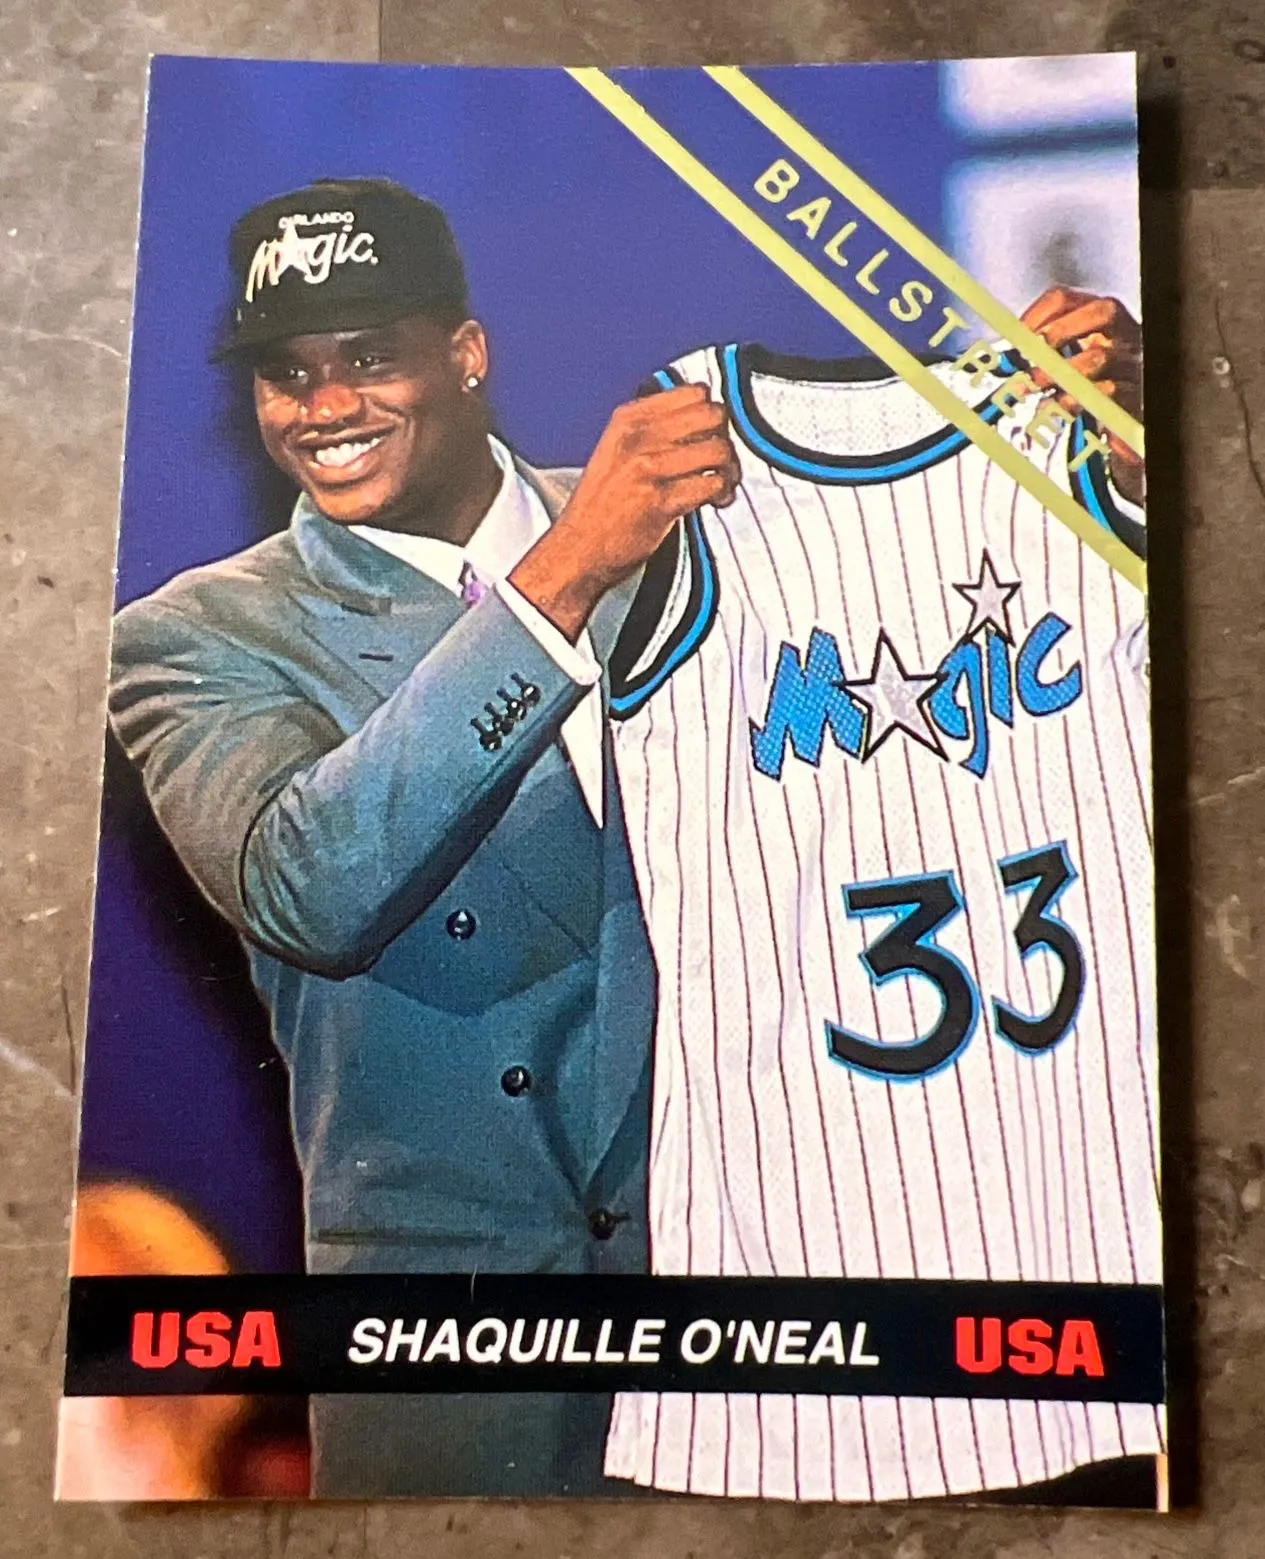 BALLSTREET
ORLANDO
Magic
Magic
33
USA SHAQUILLE O'NEAL USA